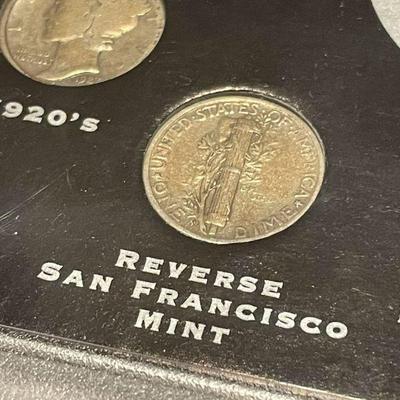 920's
UNITED STATES OF AMERICA
ONE DIME
REVERSE
SAN FRANCISCO
MINT